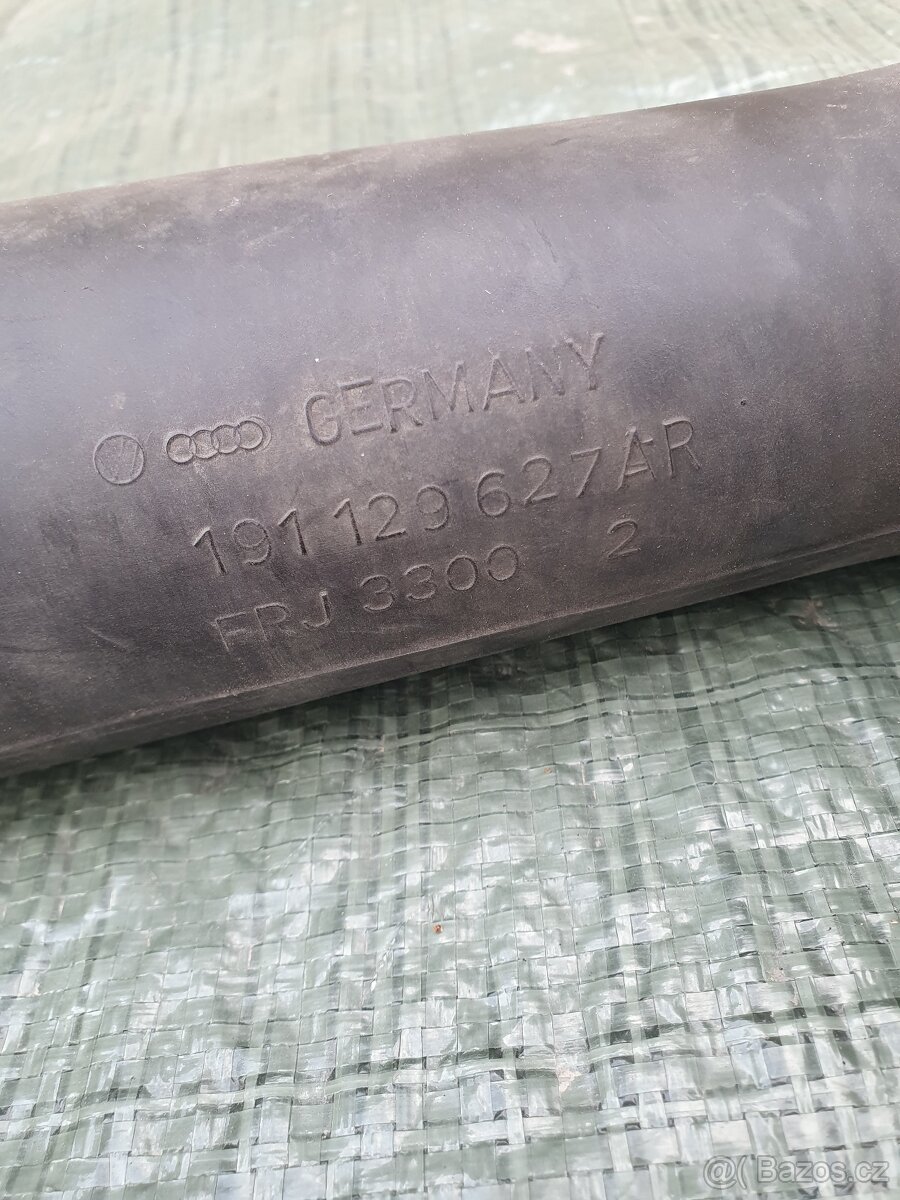 GERMANY
191 129 627 AR
FRJ 3300 2
@( Bazos.cz